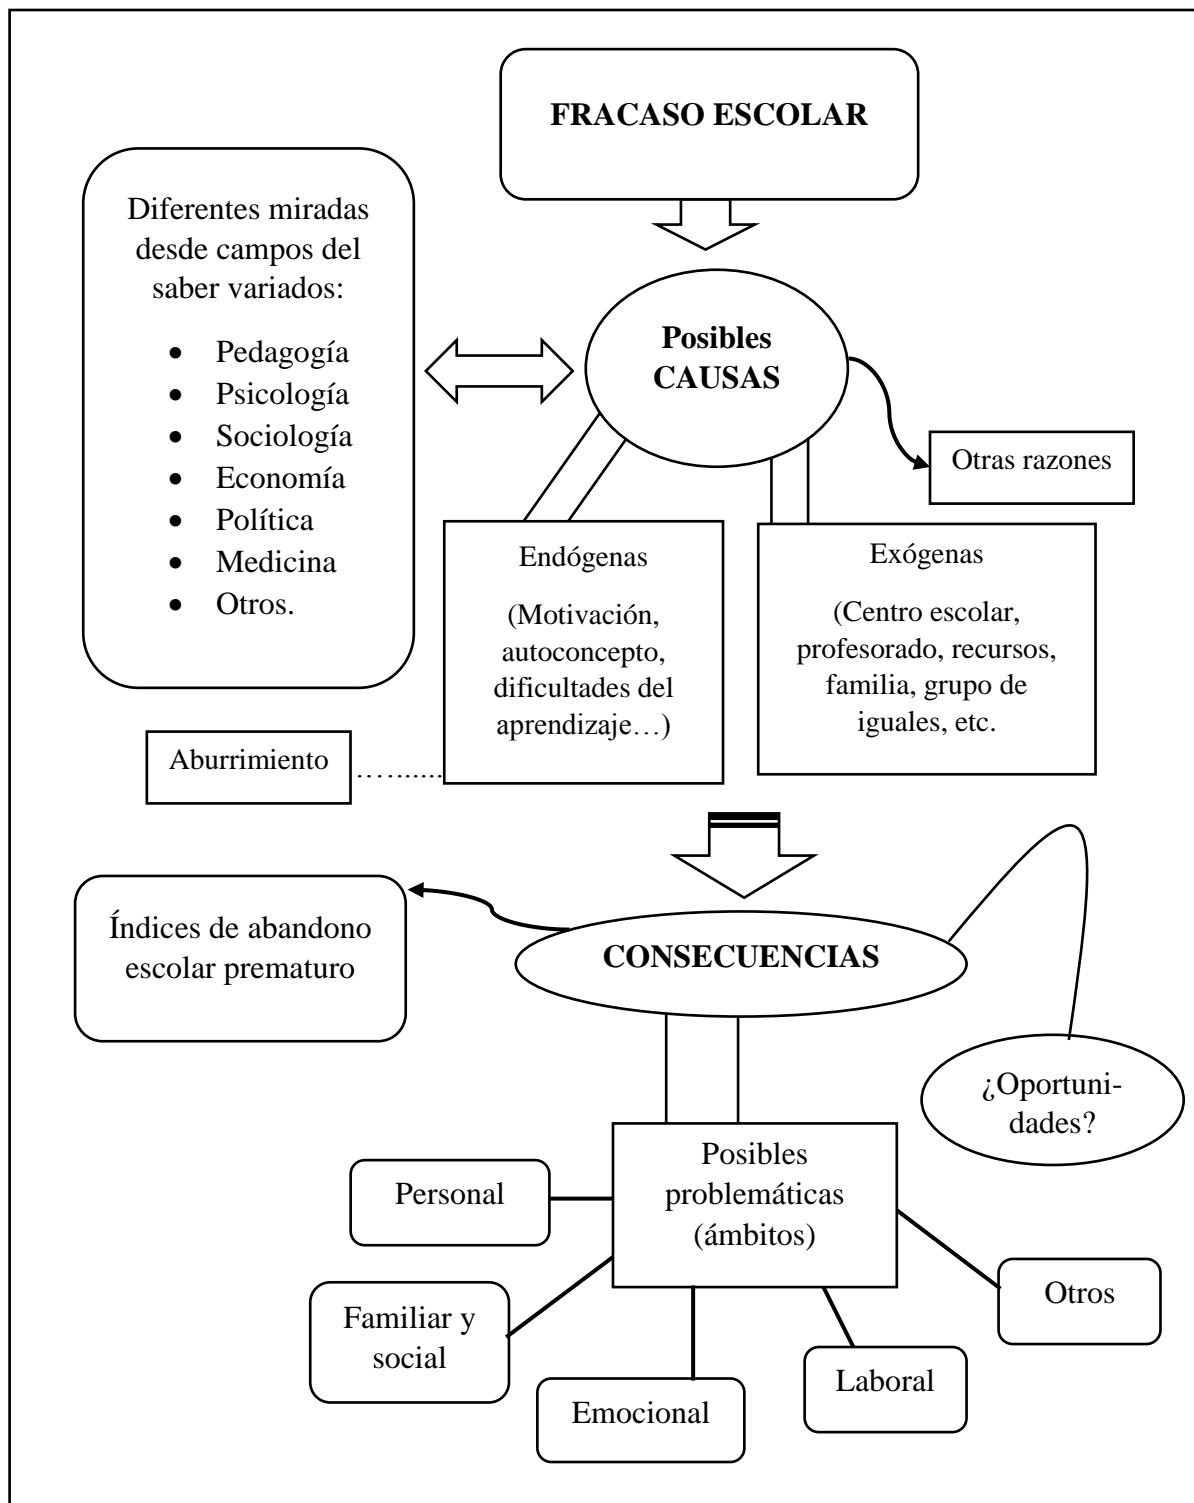 FRACASO ESCOLAR
Diferentes miradas
desde campos del
saber variados:
• Pedagogía
• Psicología
• Sociología
• Economía
• Política
• Medicina
• Otros.
Posibles
CAUSAS
Otras razones
Endógenas
(Motivación,
autoconcepto,
dificultades del
aprendizaje…)
Exógenas
(Centro escolar,
profesorado, recursos,
familia, grupo de
iguales, etc.
Aburrimiento
Índices de abandono
escolar prematuro
CONSECUENCIAS
¿Oportuni-
dades?
Posibles
problemáticas
(ámbitos)
Personal
Familiar y
social
Emocional
Laboral
Otros